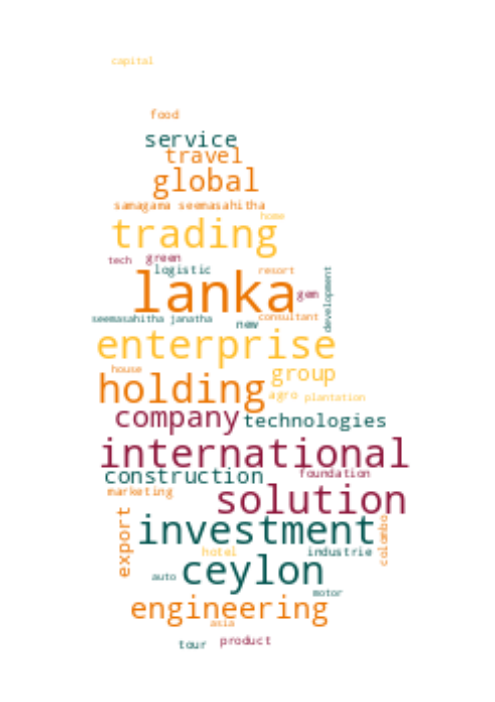 capital
food
service
travel
global
samagama seemasahitha
home
trading
tech green
logistic resort
lanka gem
development
seemasahitha janatha new consultant
enterprise
house group
holding agro plantation
company technologies
international
construction foundation
marketing solution
export investment colombo
hotel industrie
auto ceylon
motor
engineering
asia
tour product